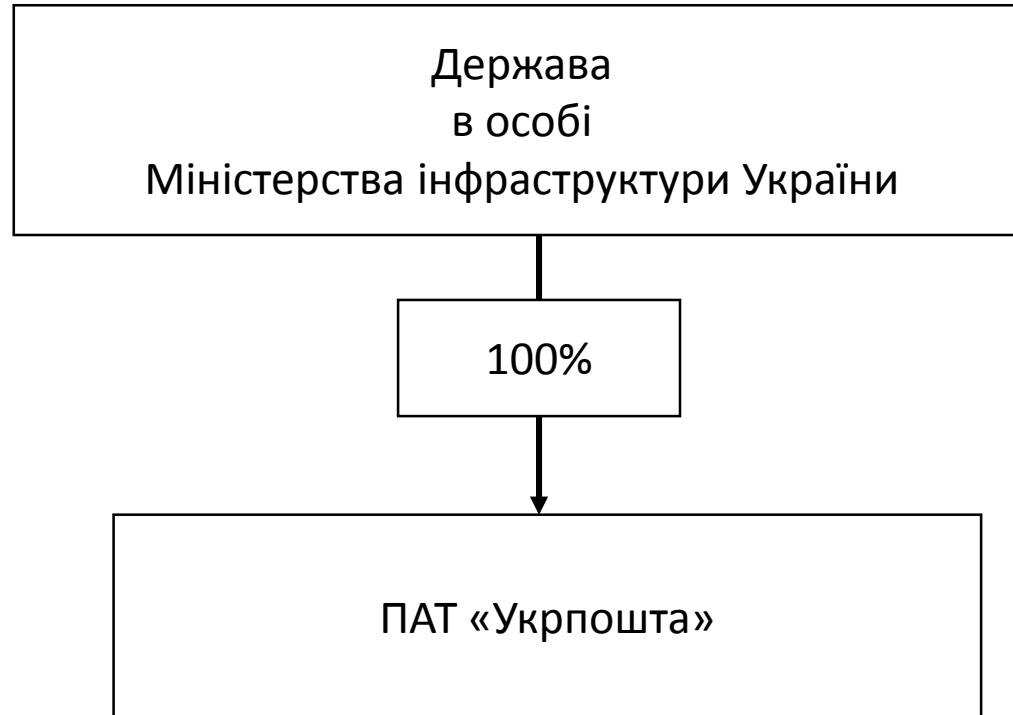 Держава
в особі
Міністерства інфраструктури України
100%
ПАТ «Укрпошта»